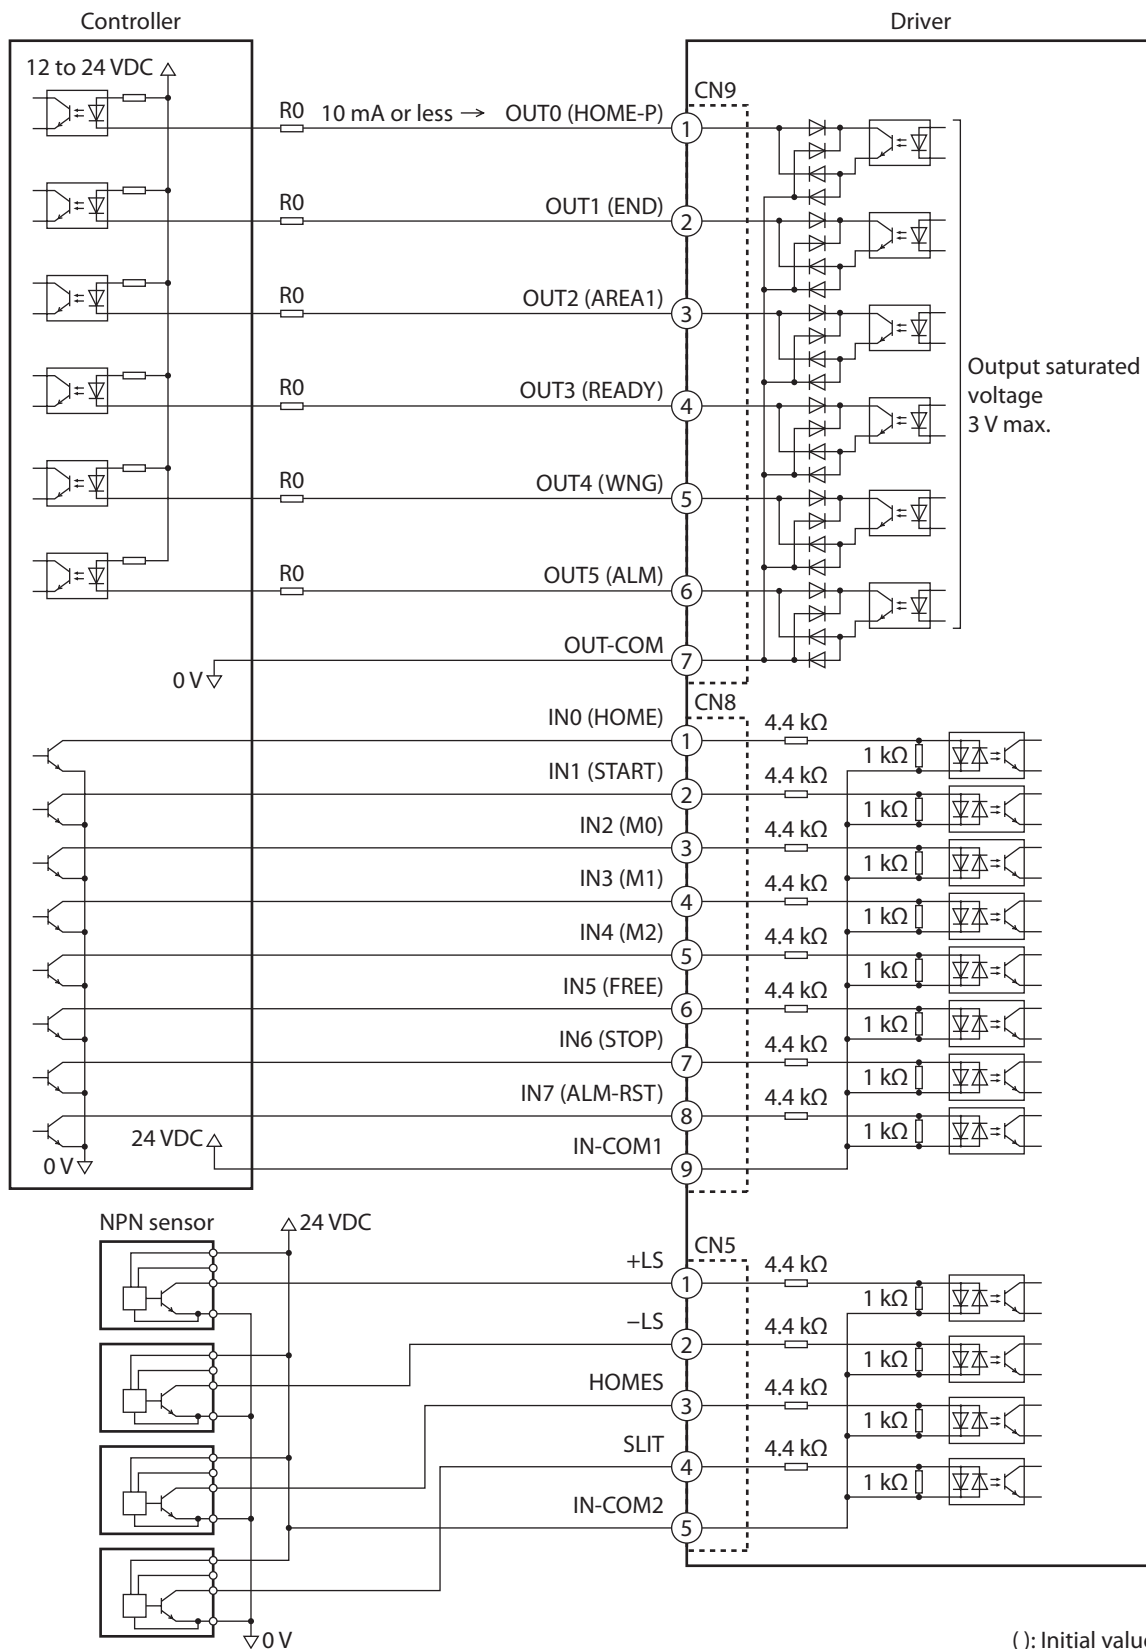 Controller
Driver
12 to 24 VDC
CN9
R0
10 mA or less →
OUT0 (HOME-P)
1
R0
OUT1 (END)
2
R0
OUT2 (AREA1)
3
R0
OUT3 (READY)
4
Output saturated
voltage
3 V max.
R0
OUT4 (WNG)
5
R0
OUT5 (ALM)
6
OUT-COM
7
0 V
CN8
IN0 (HOME)
1
4.4 kΩ
1 kΩ
IN1 (START)
2
4.4 kΩ
1 kΩ
IN2 (M0)
3
4.4 kΩ
1 kΩ
IN3 (M1)
4
4.4 kΩ
1 kΩ
IN4 (M2)
5
4.4 kΩ
1 kΩ
IN5 (FREE)
6
4.4 kΩ
1 kΩ
IN6 (STOP)
7
4.4 kΩ
1 kΩ
IN7 (ALM-RST)
8
4.4 kΩ
1 kΩ
24 VDC
IN-COM1
9
0 V
NPN sensor
24 VDC
CN5
+LS
1
4.4 kΩ
1 kΩ
−LS
2
4.4 kΩ
1 kΩ
HOMES
3
4.4 kΩ
1 kΩ
SLIT
4
4.4 kΩ
1 kΩ
IN-COM2
5
0 V
( ): Initial value